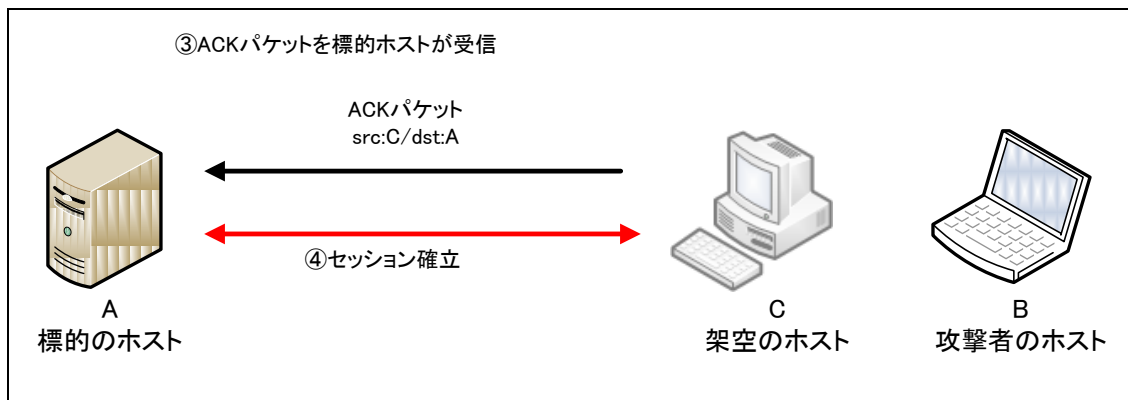 ③ACKパケットを標的ホストが受信
ACKパケット
src:C/dst:A
④セッション確立
A
標的のホスト
C
架空のホスト
B
攻撃者のホスト